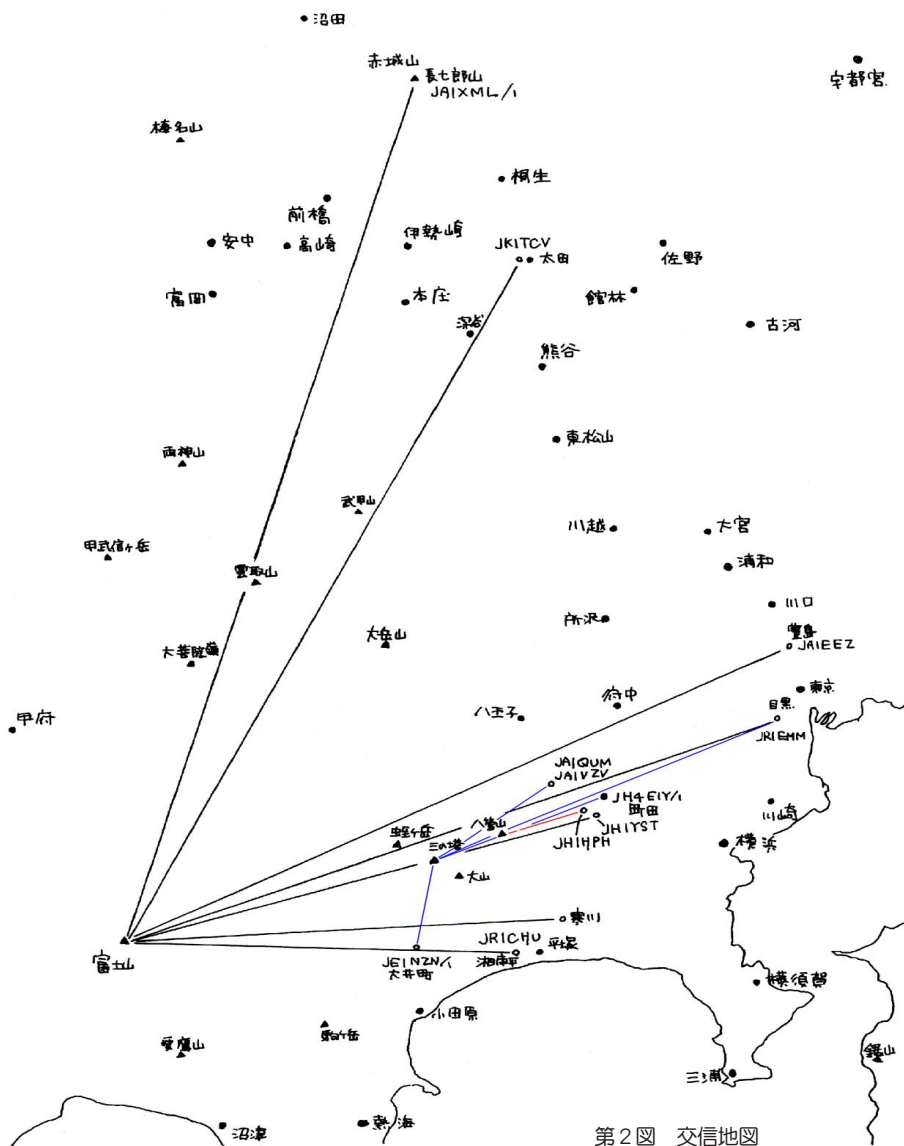 沼田
赤城山
長七郎山
JA1XML/1
宇都宮
榛名山
桐生
前橋
安中
高崎
伊勢崎
JK1TCV
太田
佐野
富岡
本庄
館林
深谷
古河
熊谷
東松山
両神山
武甲山
川越
大宮
甲武信ヶ岳
雲取山
浦和
川口
所沢
豊島
JA1EEZ
大岳山
大菩薩嶺
東京
目黒
JR1EMM
府中
八王子
甲府
JA1QUM
JA1VZV
JH4EIY/1
町田
川崎
八菅山
JH1HPH
JH1YST
横浜
蛭ヶ岳
三の塔
大山
寒川
富士山
JR1CHU
湘南平
平塚
JE1NZN/1
大井町
横須賀
小田原
駒ヶ岳
愛鷹山
鋸山
三浦
沼津
熱海
第2図 交信地図